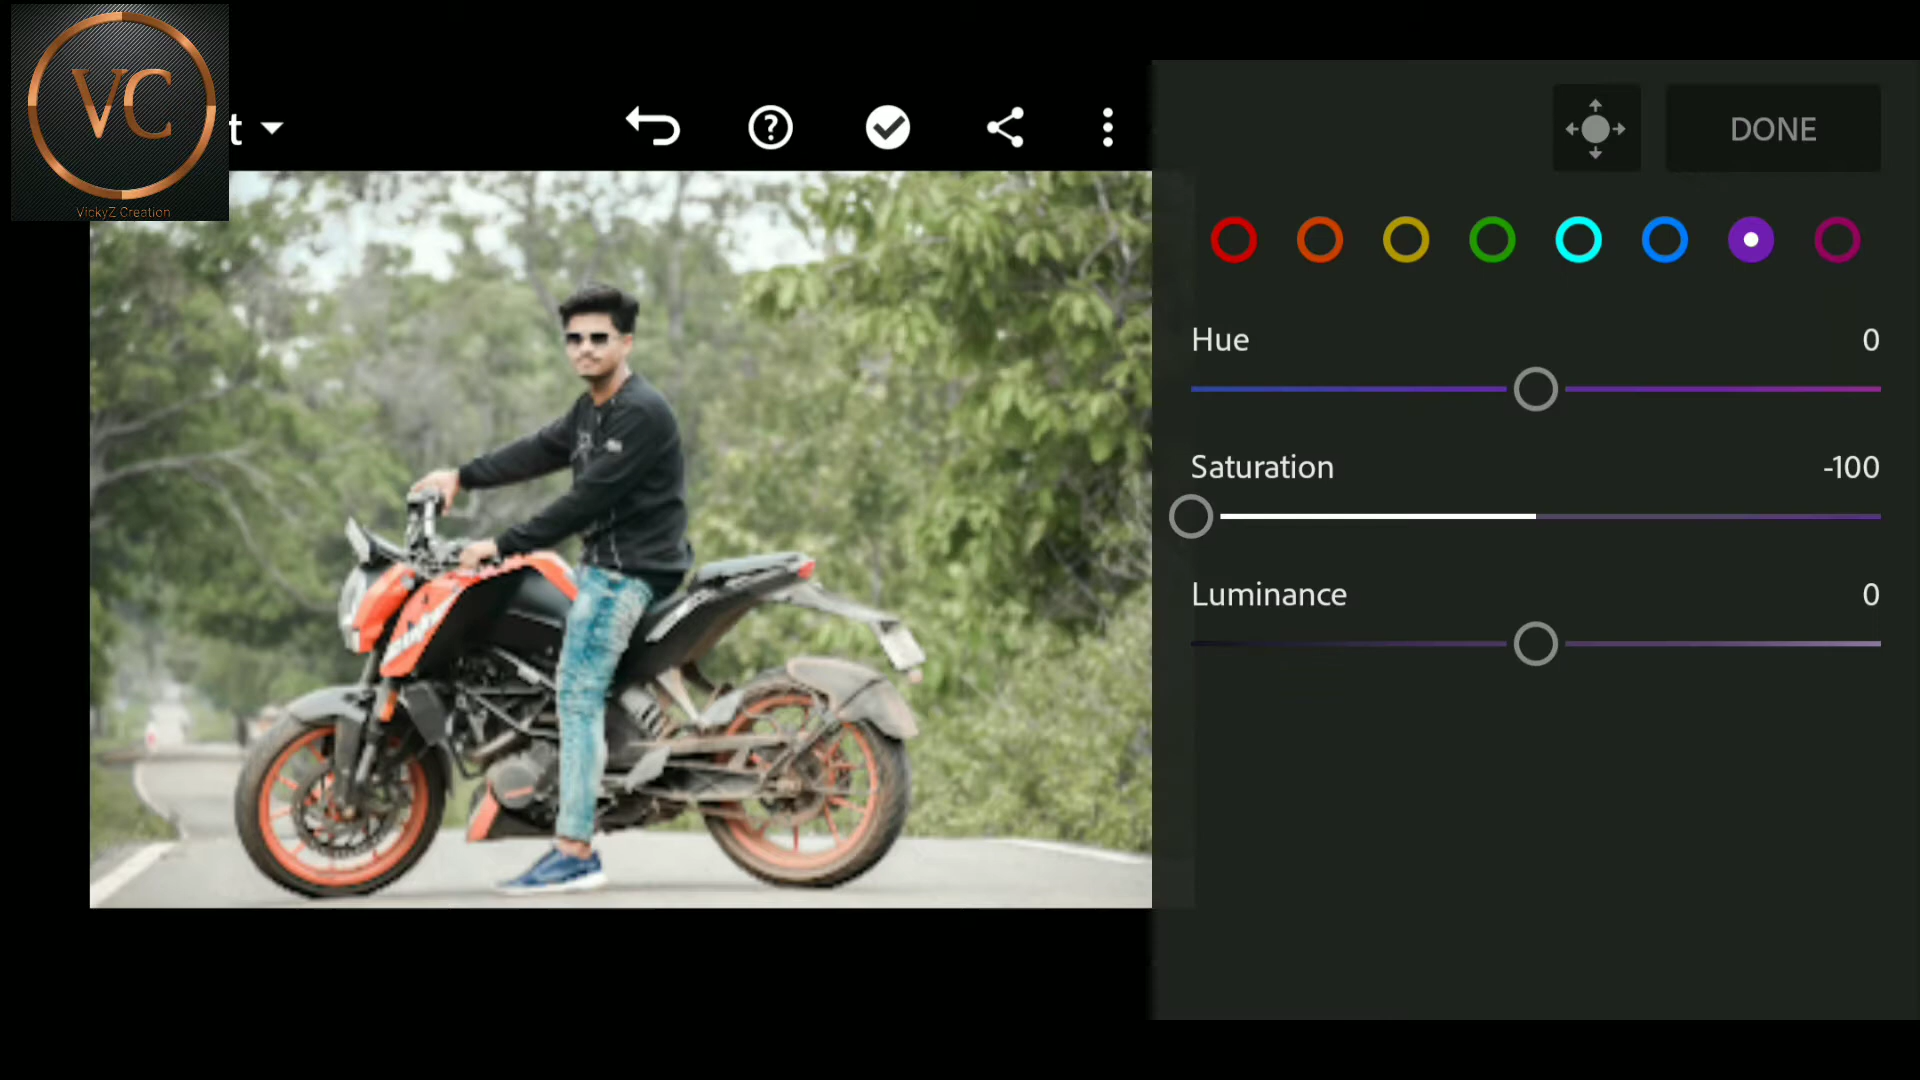 VC
VickyZ Creation
t
DONE
Hue
0
Saturation
-100
Luminance
0